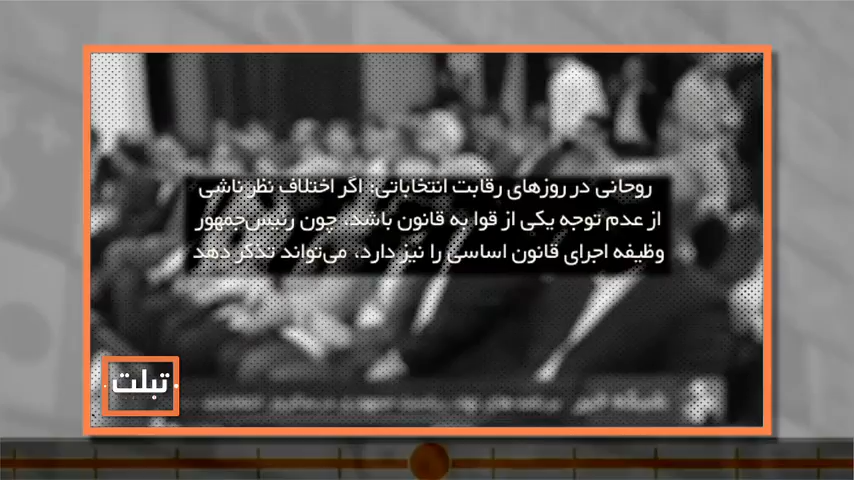 روحانی در روزهای رقابت انتخاباتی: اگر اختلاف نظر ناشی
از عدم توجه یکی از قوا به قانون باشد، چون رئیس‌جمهور
وظیفه اجرای قانون اساسی را نیز دارد، می‌تواند تذکر دهد
تبلت